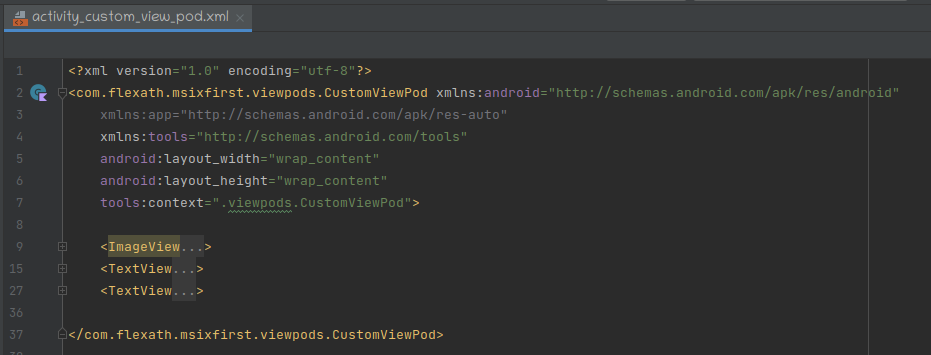 activity_custom_view_pod.xml
1 <?xml version="1.0" encoding="utf-8"?>
2 <com.flexath.msixfirst.viewpods.CustomViewPod xmlns:android="http://schemas.android.com/apk/res/android"
3 xmlns:app="http://schemas.android.com/apk/res-auto"
4 xmlns:tools="http://schemas.android.com/tools"
5 android:layout_width="wrap_content"
6 android:layout_height="wrap_content"
7 tools:context=".viewpods.CustomViewPod">
8
9 <ImageView...>
15 <TextView...>
27 <TextView...>
36
37 </com.flexath.msixfirst.viewpods.CustomViewPod>